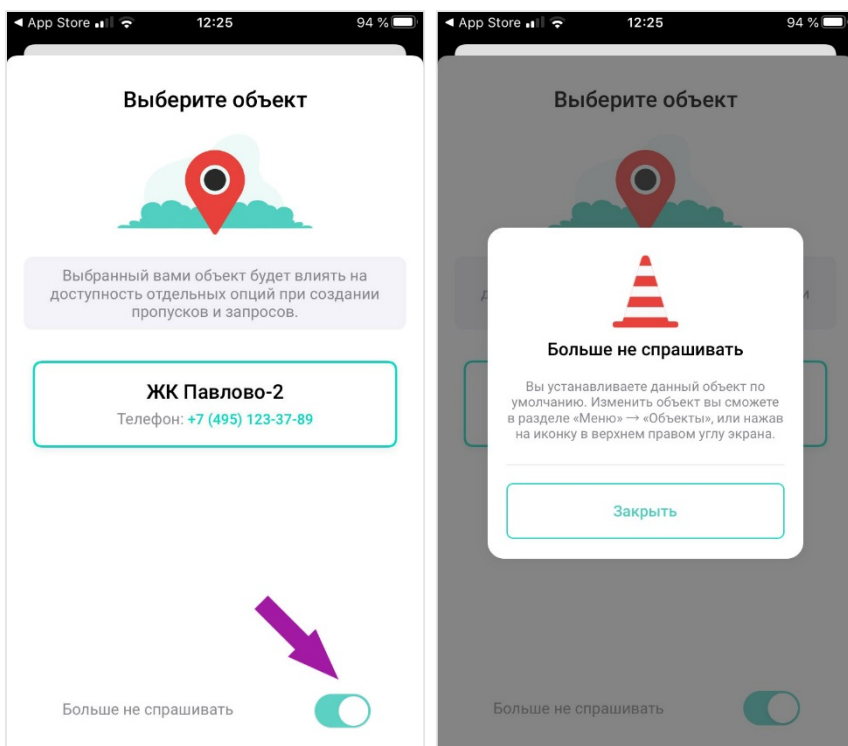 App Store
12:25
94 %
Выберите объект
Выбранный вами объект будет влиять на
доступность отдельных опций при создании
пропусков и запросов.
ЖК Павлово-2
Телефон: +7 (495) 123-37-89
Больше не спрашивать
App Store
12:25
94 %
Выберите объект
Больше не спрашивать
Вы устанавливаете данный объект по
умолчанию. Изменить объект вы сможете
в разделе «Меню» → «Объекты», или нажав
на иконку в верхнем правом углу экрана.
Закрыть
Больше не спрашивать